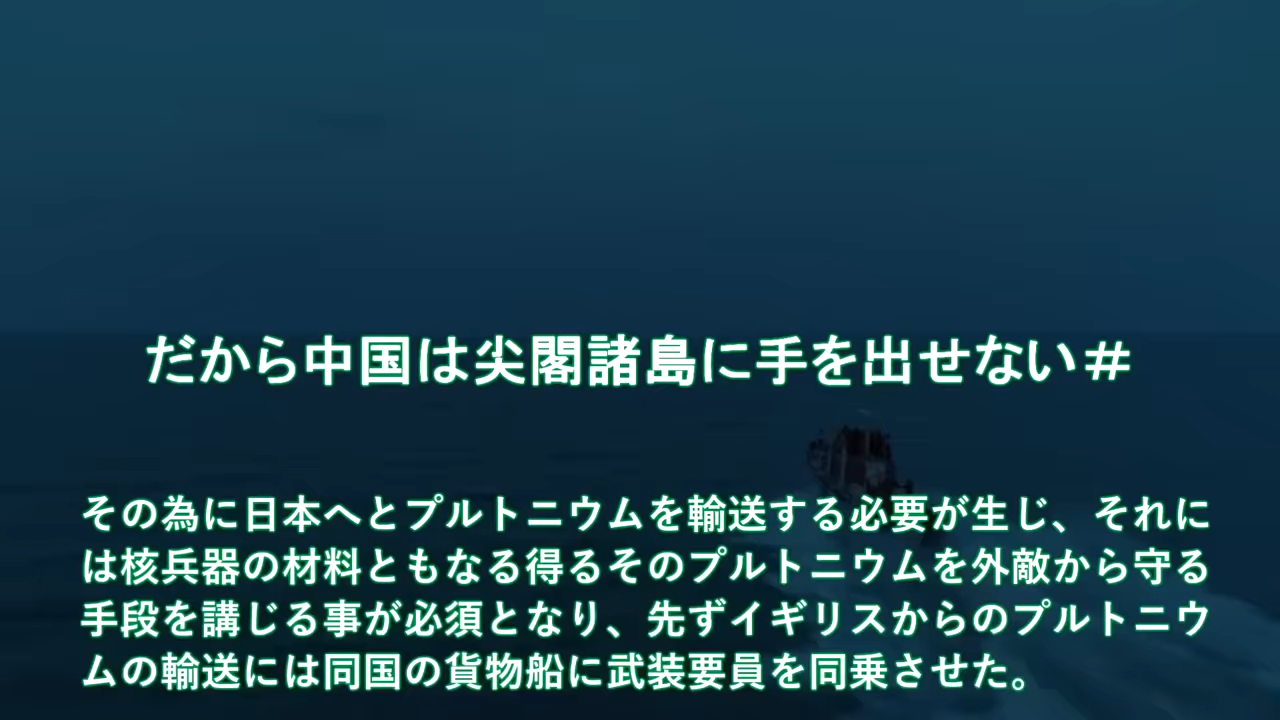 だから中国は尖閣諸島に手を出せない＃
その為に日本へとプルトニウムを輸送する必要が生じ、それに
は核兵器の材料ともなる得るそのプルトニウムを外敵から守る
手段を講じる事が必須となり、先ずイギリスからのプルトニウ
ムの輸送には同国の貨物船に武装要員を同乗させた。